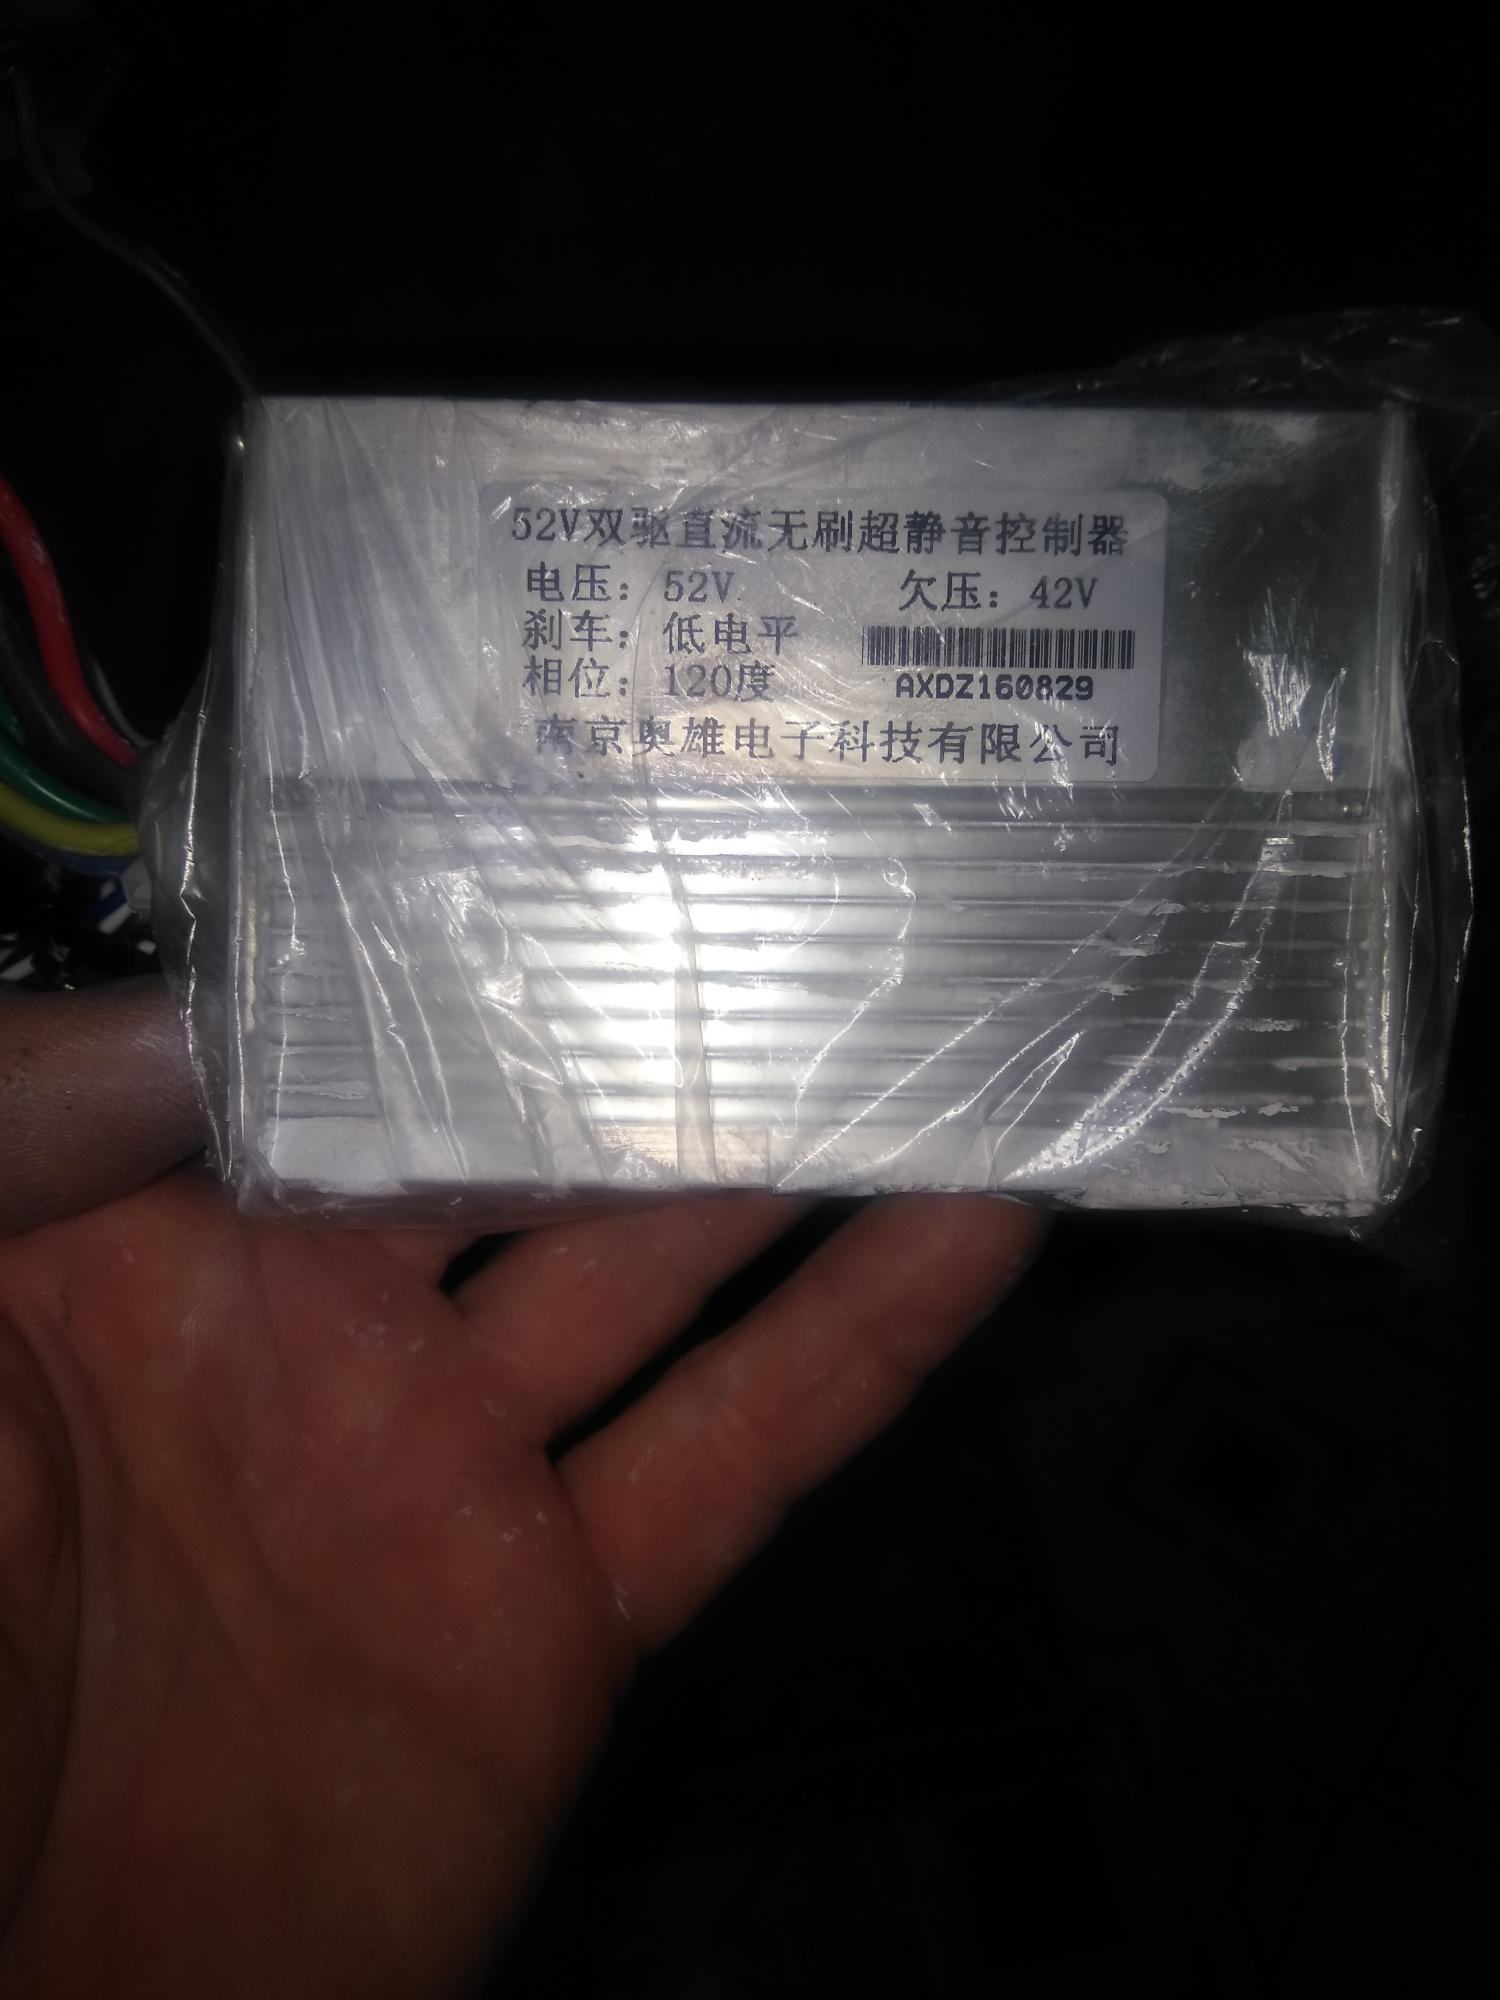 52V双驱直流无刷超静音控制器
电压：52V 欠压：42V
刹车：低电平
相位：120度
AXDZ160829
南京奥雄电子科技有限公司